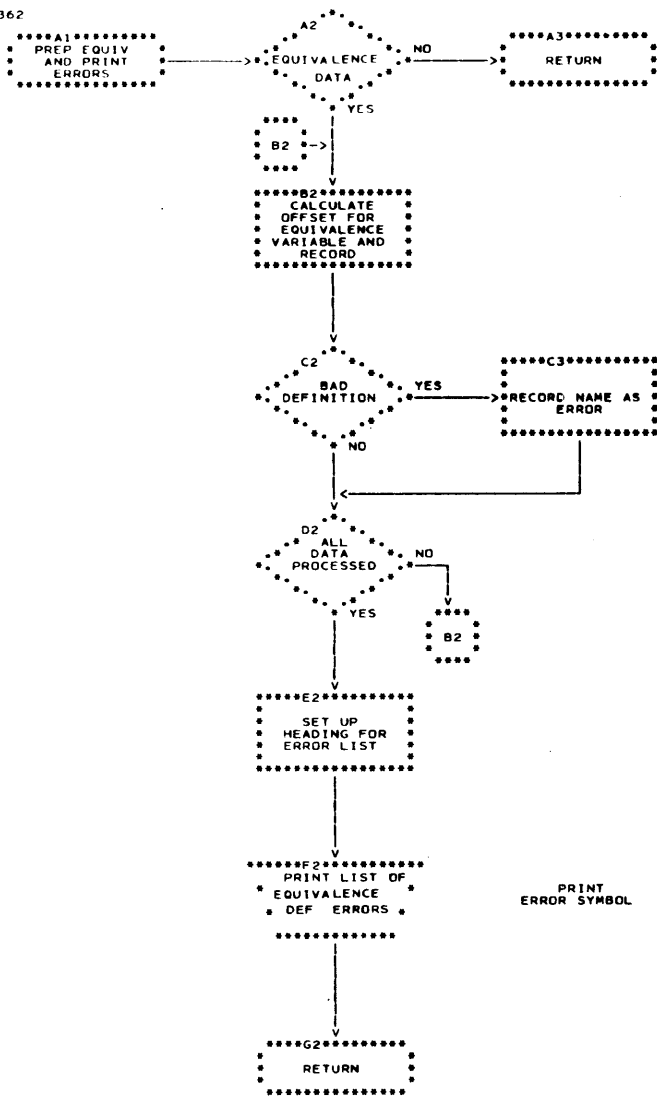 362
A1
PREP EQUIV
AND PRINT
ERRORS
A2
EQUIVALENCE
DATA
NO
A3
RETURN
YES
B2
B2
CALCULATE
OFFSET FOR
EQUIVALENCE
VARIABLE AND
RECORD
C2
BAD
DEFINITION
YES
C3
RECORD NAME AS
ERROR
NO
D2
ALL
DATA
PROCESSED
NO
YES
B2
E2
SET UP
HEADING FOR
ERROR LIST
F2
PRINT LIST OF
EQUIVALENCE
DEF ERRORS
PRINT
ERROR SYMBOL
G2
RETURN